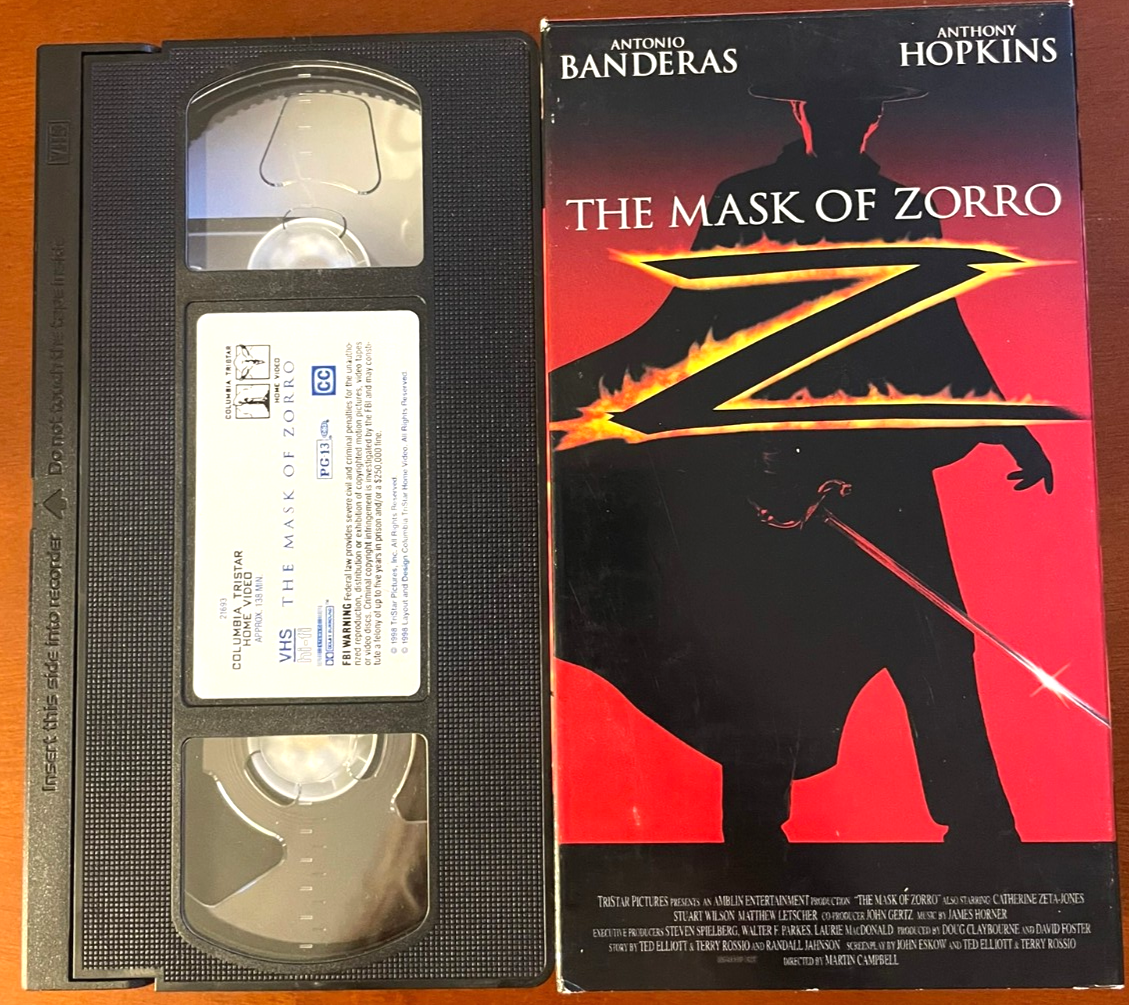 VHS
Insert this side into recorder
Do not touch the tape inside
COLUMBIA TRISTAR
HOME VIDEO
21693
COLUMBIA TRISTAR
HOME VIDEO
APPROX. 138 MIN.
VHS
hi-fi
THE MASK OF ZORRO
DOLBY SURROUND
PG 13
CC
FBI WARNING Federal law provides severe civil and criminal penalties for the unautho-
rized reproduction, distribution or exhibition of copyrighted motion pictures, video tapes
or video discs. Criminal copyright infringement is investigated by the FBI and may consti-
tute a felony of up to five years in prison and/or a $250,000 fine.
© 1998 TriStar Pictures, Inc. All Rights Reserved.
© 1998 Layout and Design Columbia TriStar Home Video. All Rights Reserved.
ANTONIO
BANDERAS
ANTHONY
HOPKINS
THE MASK OF ZORRO
Z
TRISTAR PICTURES PRESENTS AN AMBLIN ENTERTAINMENT PRODUCTION "THE MASK OF ZORRO" ALSO STARRING CATHERINE ZETA-JONES
STUART WILSON MATTHEW LETSCHER CO-PRODUCER JOHN GERTZ MUSIC BY JAMES HORNER
EXECUTIVE PRODUCERS STEVEN SPIELBERG, WALTER F. PARKES, LAURIE MACDONALD PRODUCED BY DOUG CLAYBOURNE AND DAVID FOSTER
STORY BY TED ELLIOTT & TERRY ROSSIO AND RANDALL JAHNSON SCREENPLAY BY JOHN ESKOW AND TED ELLIOTT & TERRY ROSSIO
DIRECTED BY MARTIN CAMPBELL